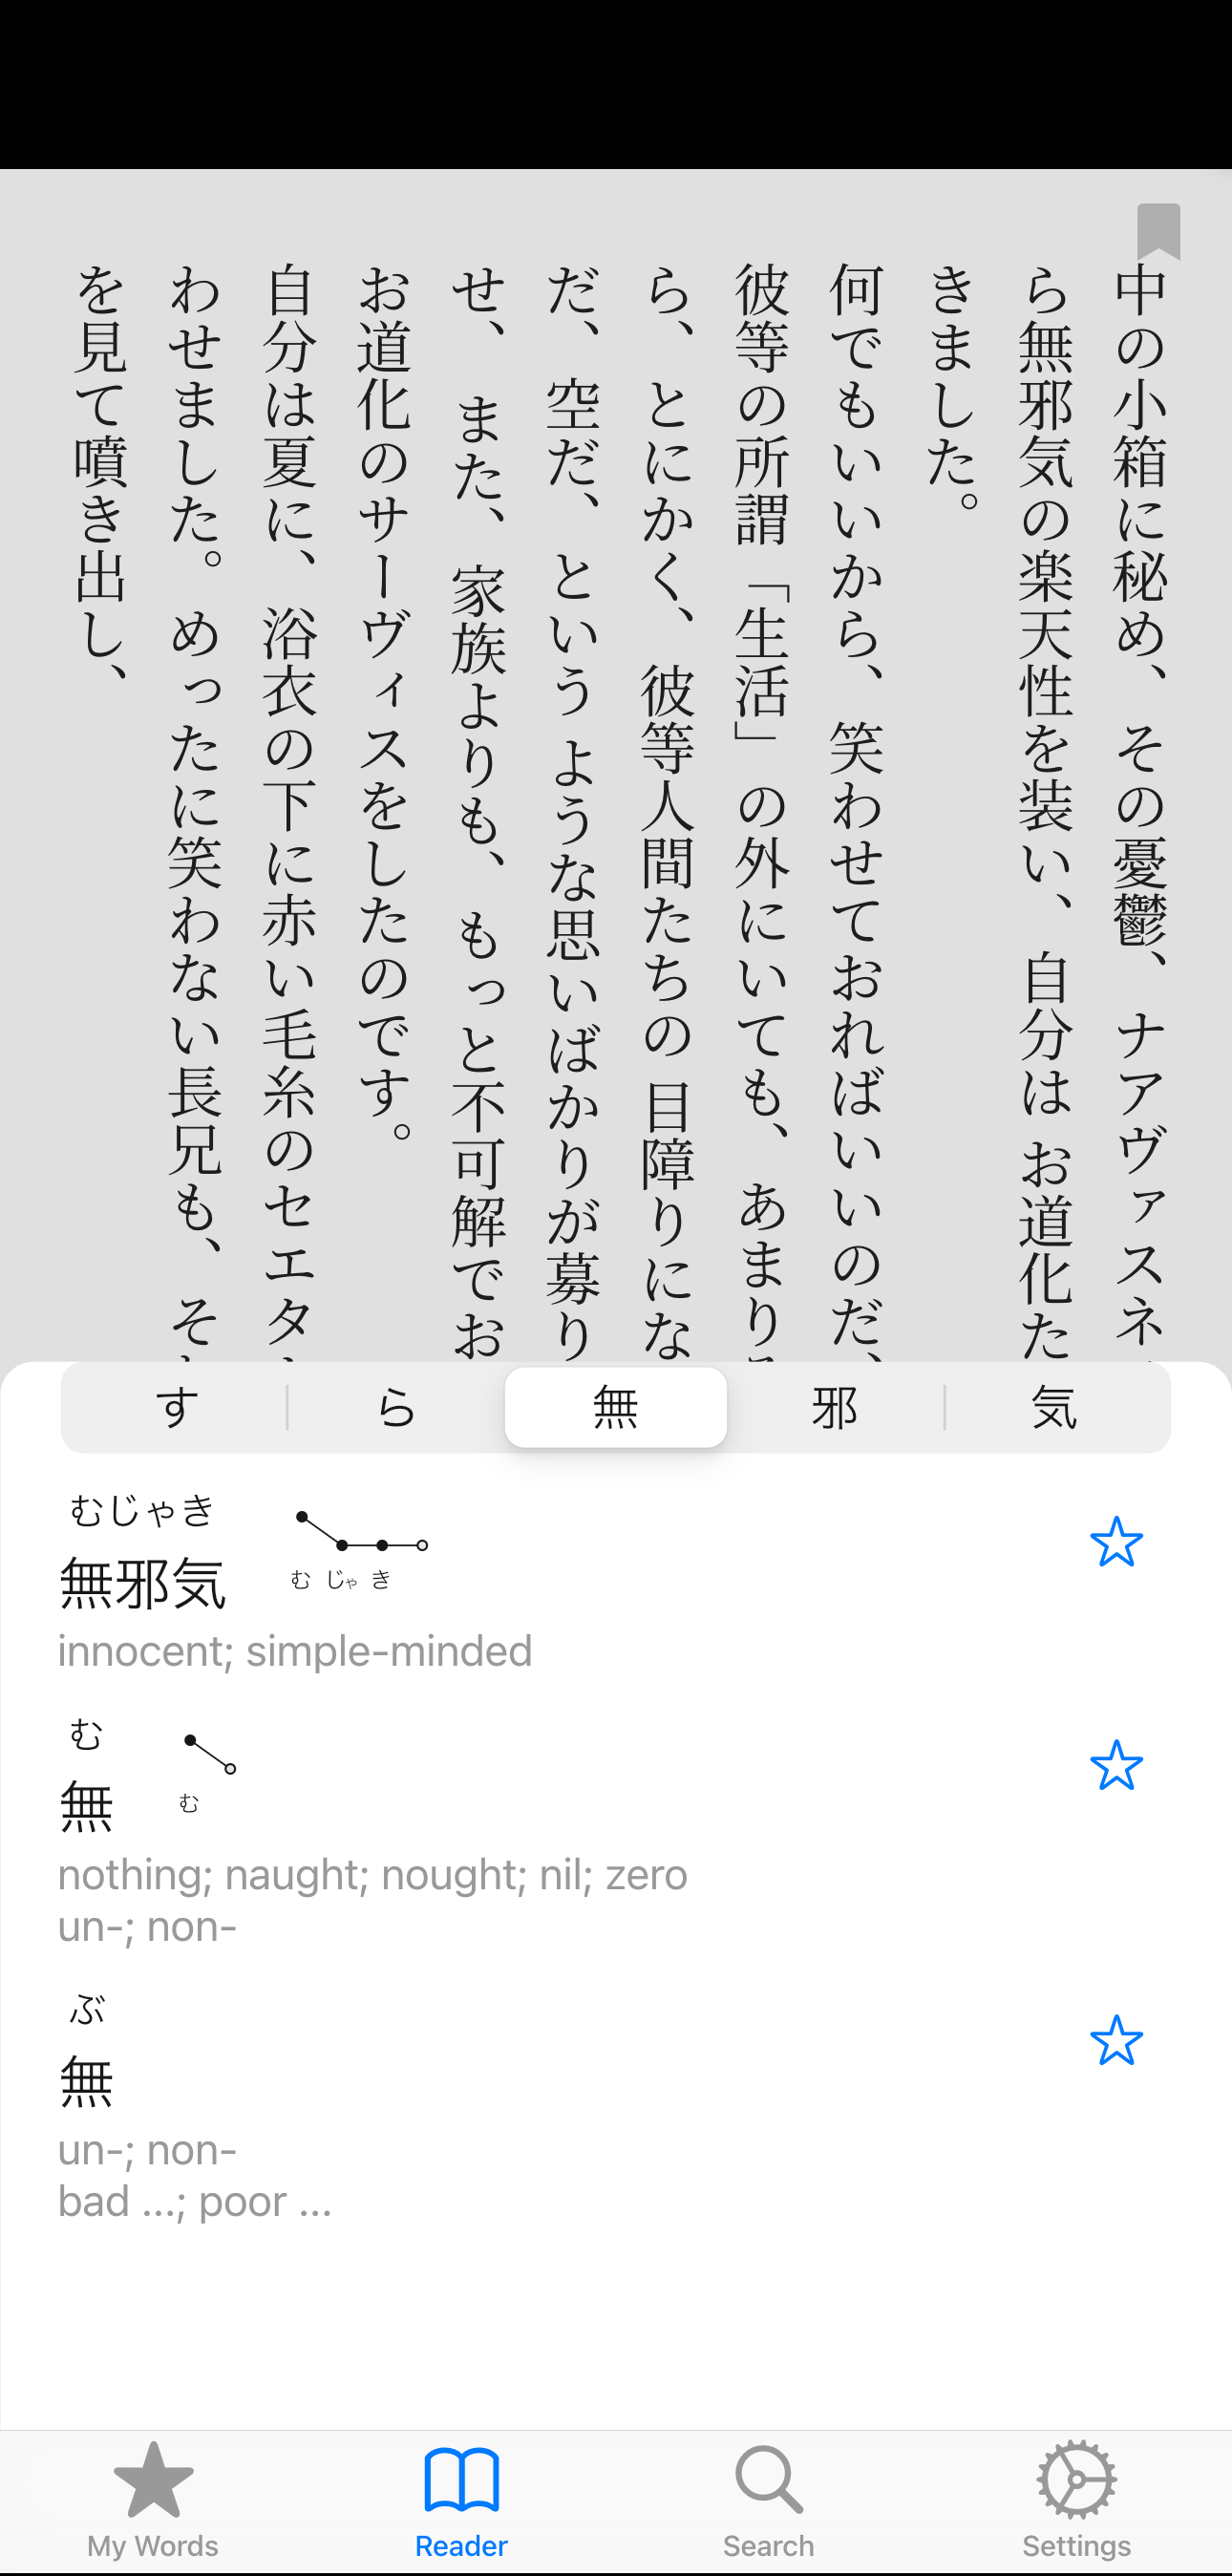 中の小箱に秘め、その憂鬱、ナアヴァスネ
ら無邪気の楽天性を装い、自分はお道化た
きました。
何でもいいから、笑わせておればいいのだ、
彼等の所謂「生活」の外にいても、あまり
ら、とにかく、彼等人間たちの目障りにな
だ、空だ、というような思いばかりが募り
せ、また、家族よりも、もっと不可解でお
お道化のサーヴィスをしたのです。
自分は夏に、浴衣の下に赤い毛糸のセエタ
わせました。めったに笑わない長兄も、そ
を見て噴き出し、
す ら 無 邪 気
むじゃき
無邪気 む じゃ き
innocent; simple-minded
む
無 む
nothing; naught; nought; nil; zero
un-; non-
ぶ
無
un-; non-
bad ...; poor ...
My Words Reader Search Settings